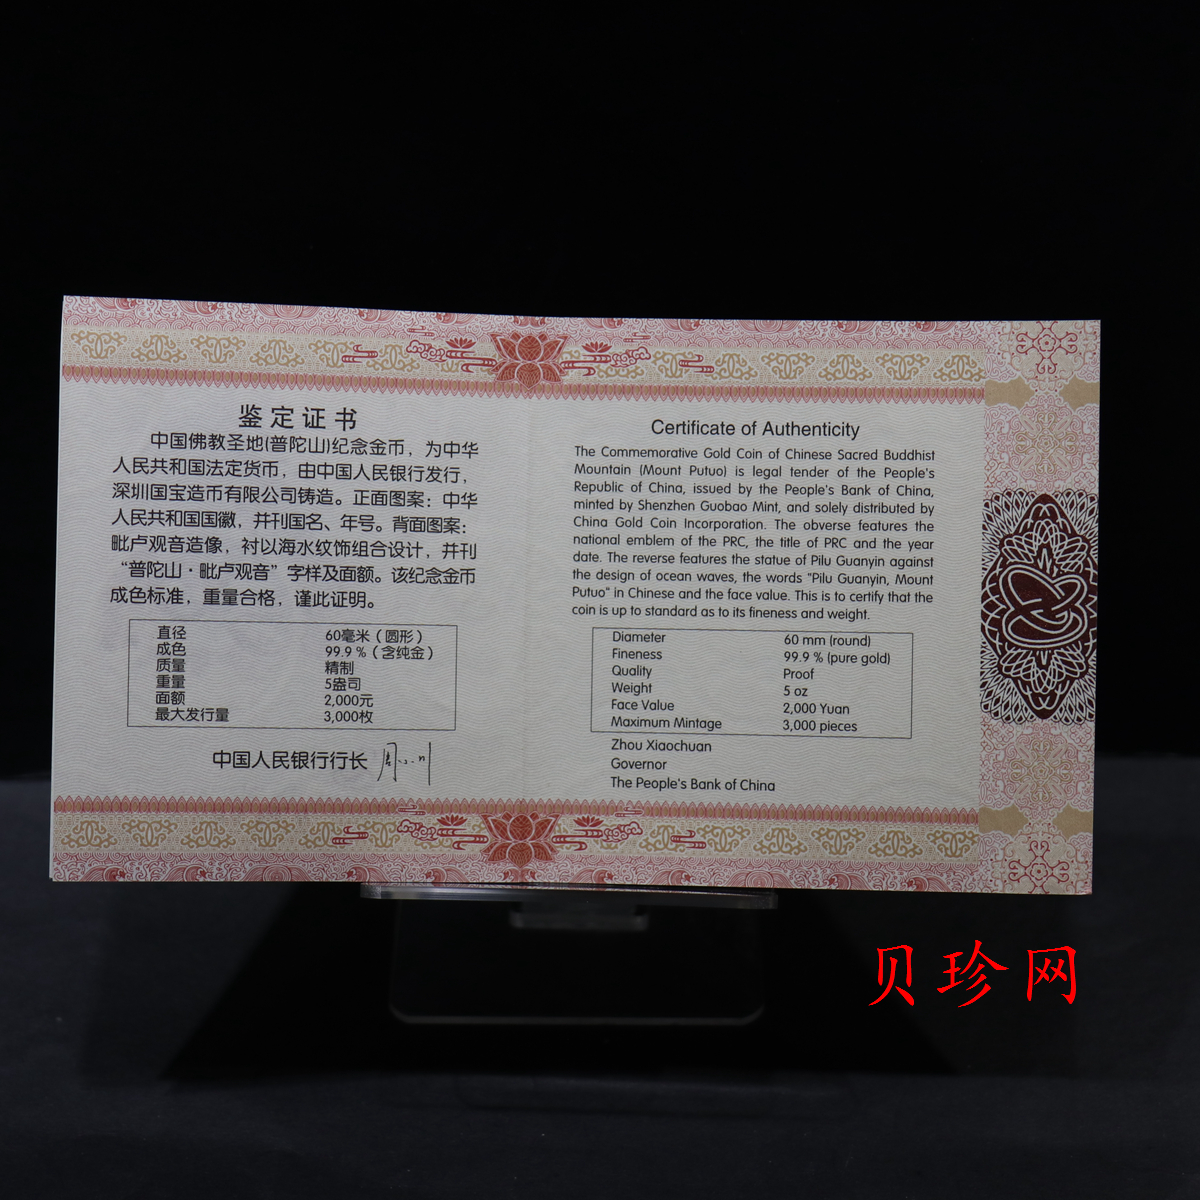 鉴定证书
中国佛教圣地(普陀山)纪念金币，为中华
人民共和国法定货币，由中国人民银行发行，
深圳国宝造币有限公司铸造。正面图案：中华
人民共和国国徽，并刊国名、年号。背面图案：
毗卢观音造像，衬以海水纹饰组合设计，并刊
“普陀山·毗卢观音”字样及面额。该纪念金币
成色标准，重量合格，谨此证明。
直径 60毫米（圆形）
成色 99.9 %（含纯金）
质量 精制
重量 5盎司
面额 2,000元
最大发行量 3,000枚
中国人民银行行长
Certificate of Authenticity
The Commemorative Gold Coin of Chinese Sacred Buddhist
Mountain (Mount Putuo) is legal tender of the People's
Republic of China, issued by the People's Bank of China,
minted by Shenzhen Guobao Mint, and solely distributed by
China Gold Coin Incorporation. The obverse features the
national emblem of the PRC, the title of PRC and the year
date. The reverse features the statue of Pilu Guanyin against
the design of ocean waves, the words "Pilu Guanyin, Mount
Putuo" in Chinese and the face value. This is to certify that the
coin is up to standard as to its fineness and weight.
Diameter 60 mm (round)
Fineness 99.9 % (pure gold)
Quality Proof
Weight 5 oz
Face Value 2,000 Yuan
Maximum Mintage 3,000 pieces
Zhou Xiaochuan
Governor
The People's Bank of China
贝珍网